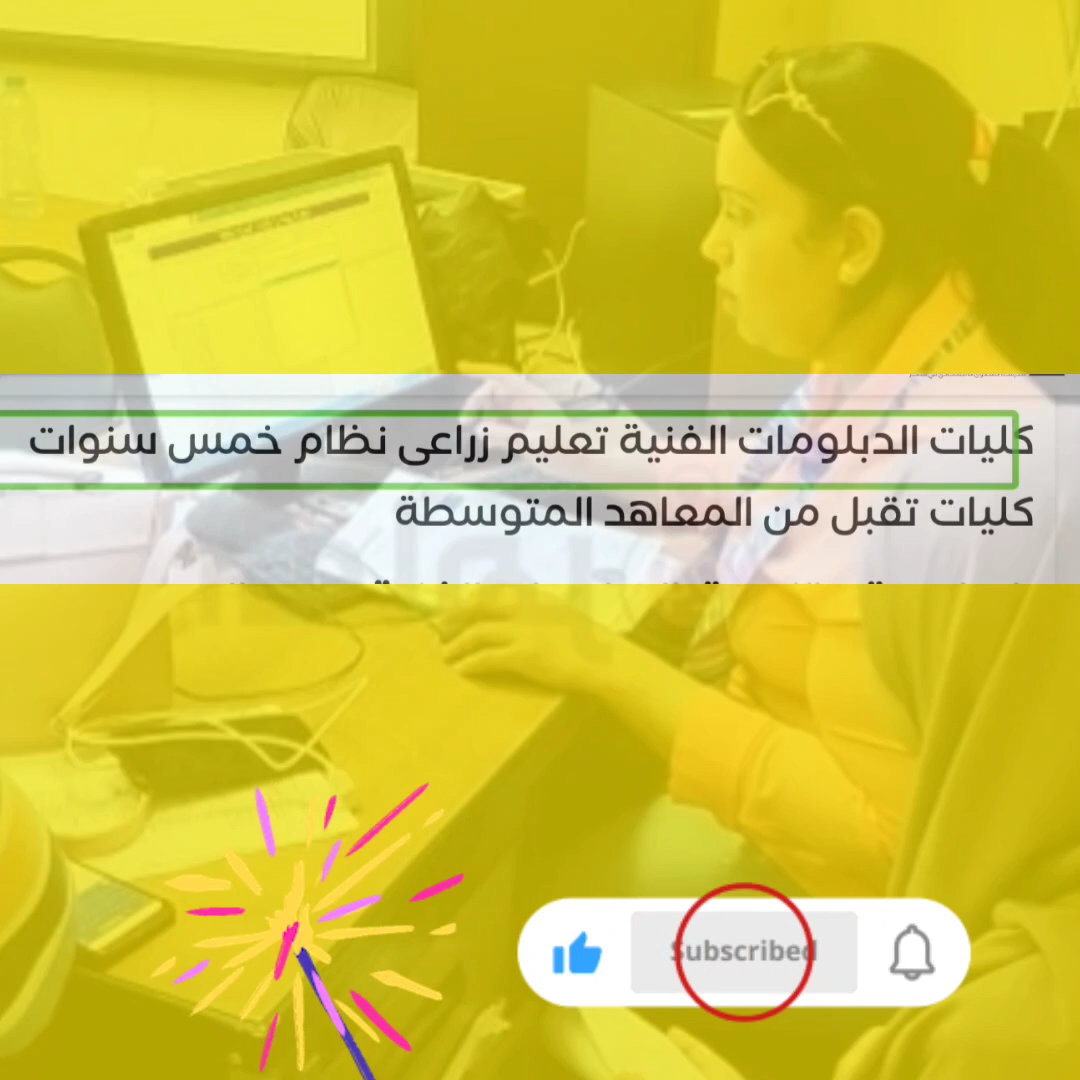 كليات الدبلومات الفنية تعليم زراعى نظام خمس سنوات
كليات تقبل من المعاهد المتوسطة
Subscribed